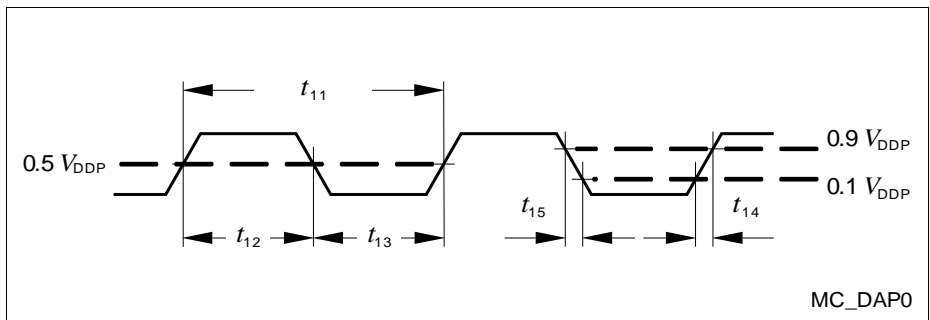 t11
0.5 VDDP
0.9 VDDP
0.1 VDDP
t15
t14
t12
t13
MC_DAP0